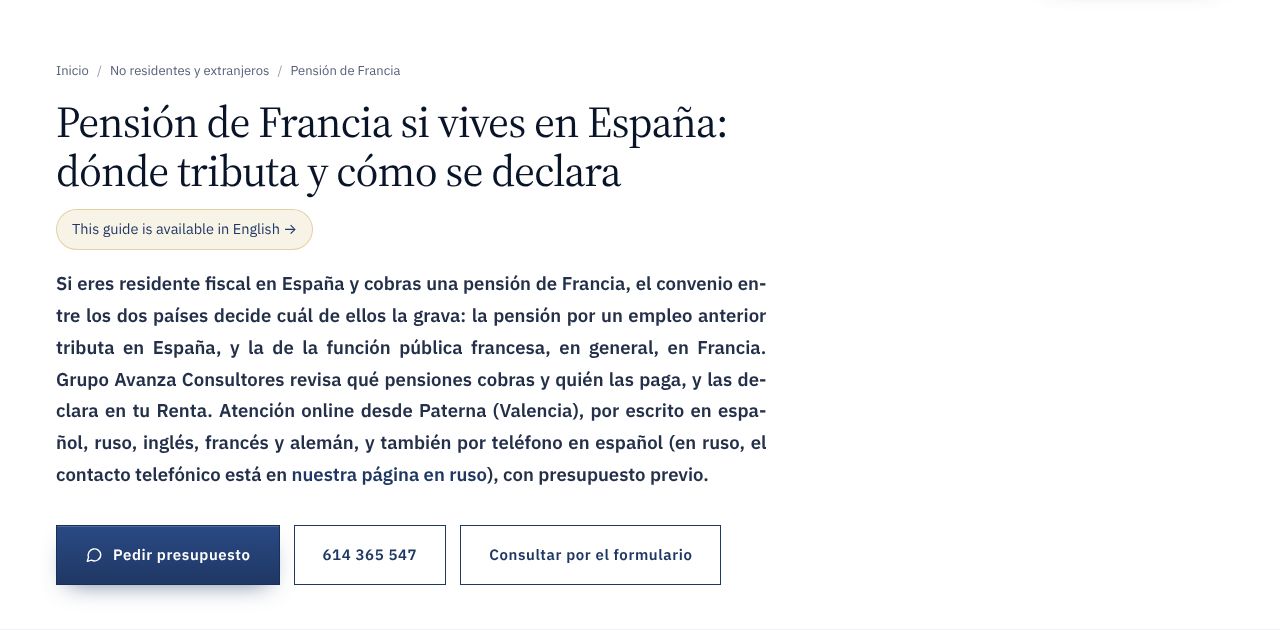 Inicio / No residentes y extranjeros / Pensión de Francia
Pensión de Francia si vives en España:
dónde tributa y cómo se declara
This guide is available in English →
Si eres residente fiscal en España y cobras una pensión de Francia, el convenio en-
tre los dos países decide cuál de ellos la grava: la pensión por un empleo anterior
tributa en España, y la de la función pública francesa, en general, en Francia.
Grupo Avanza Consultores revisa qué pensiones cobras y quién las paga, y las de-
clara en tu Renta. Atención online desde Paterna (Valencia), por escrito en espa-
ñol, ruso, inglés, francés y alemán, y también por teléfono en español (en ruso, el
contacto telefónico está en nuestra página en ruso), con presupuesto previo.
Pedir presupuesto 614 365 547 Consultar por el formulario